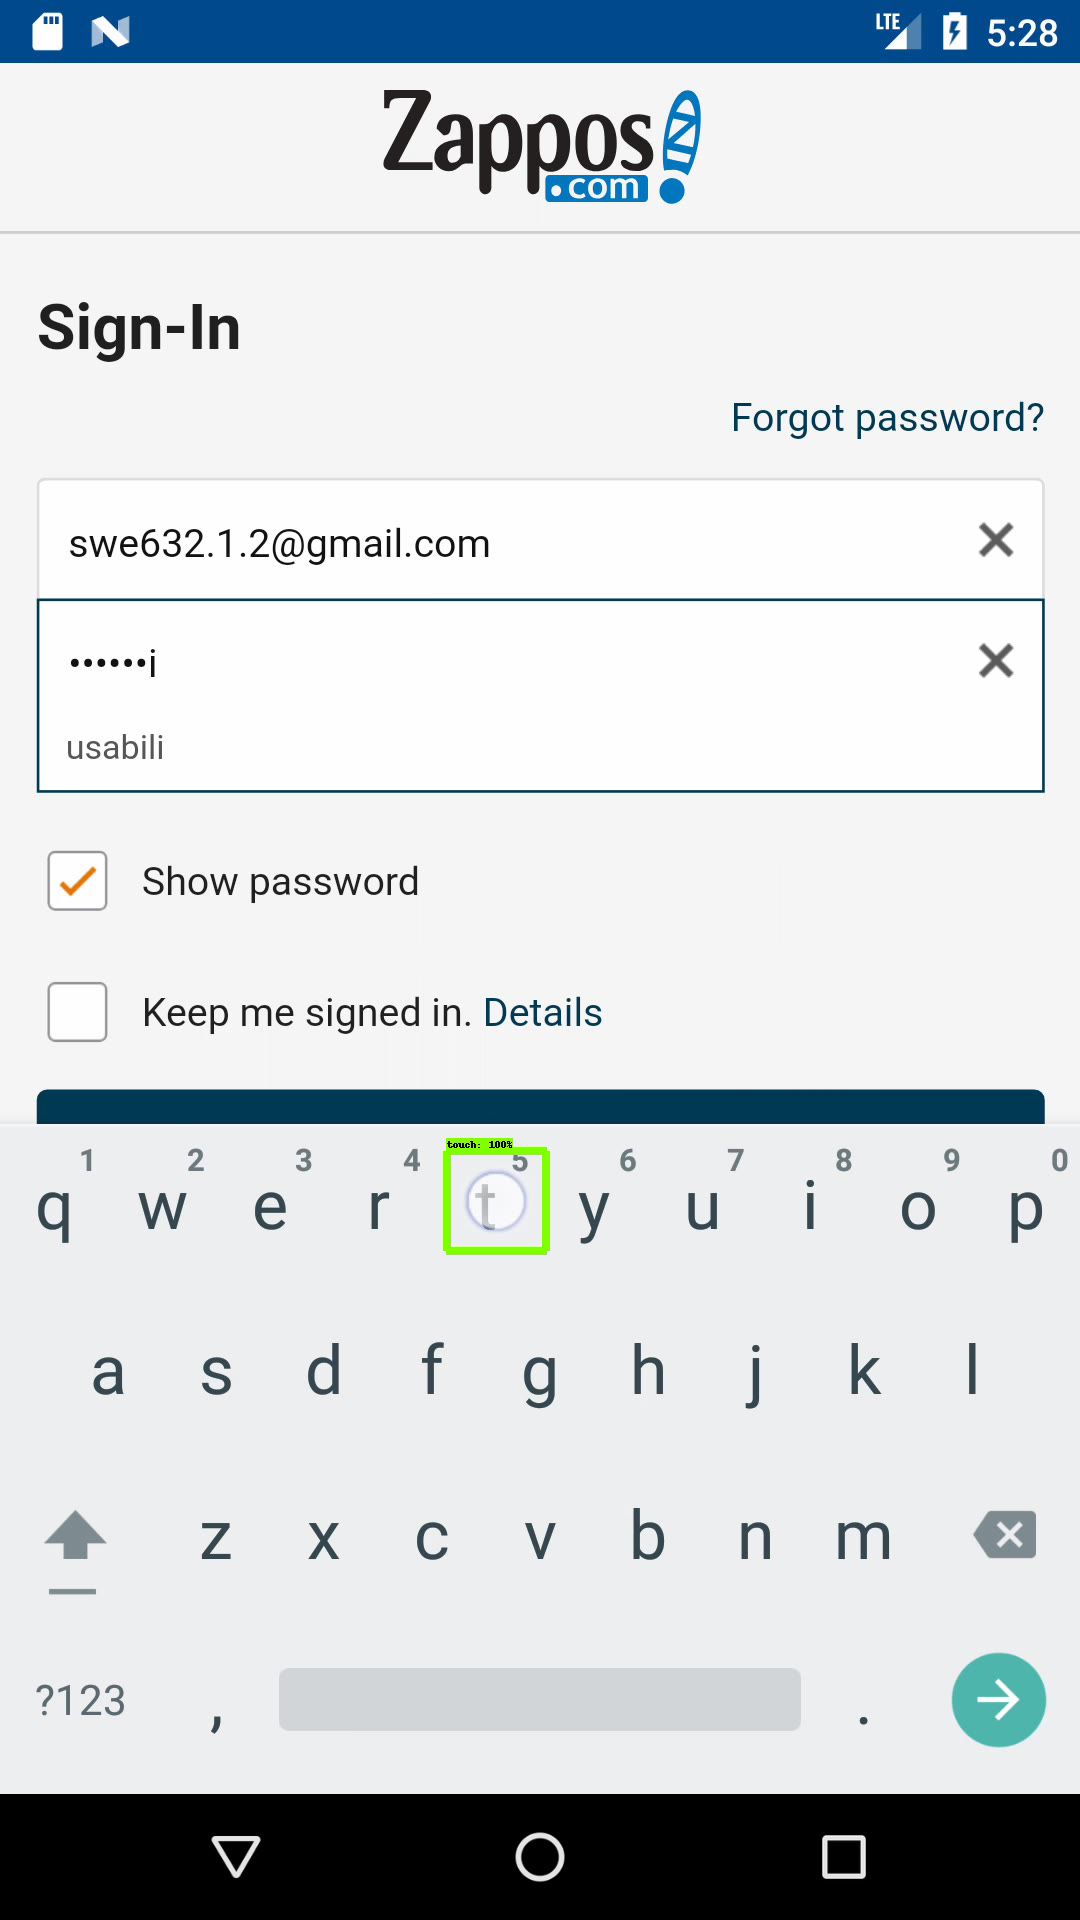 LTE 5:28
Zappos
.com
Sign-In
Forgot password?
swe632.1.2@gmail.com
••••••i
usabili
Show password
Keep me signed in. Details
touch: 100%
1 2 3 4 5 6 7 8 9 0
q w e r t y u i o p
a s d f g h j k l
z x c v b n m
?123 , .